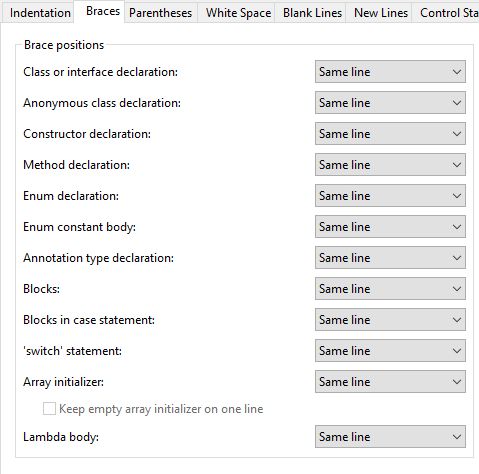 Indentation Braces Parentheses White Space Blank Lines New Lines Control Sta
Brace positions
Class or interface declaration: Same line
Anonymous class declaration: Same line
Constructor declaration: Same line
Method declaration: Same line
Enum declaration: Same line
Enum constant body: Same line
Annotation type declaration: Same line
Blocks: Same line
Blocks in case statement: Same line
'switch' statement: Same line
Array initializer: Same line
Keep empty array initializer on one line
Lambda body: Same line